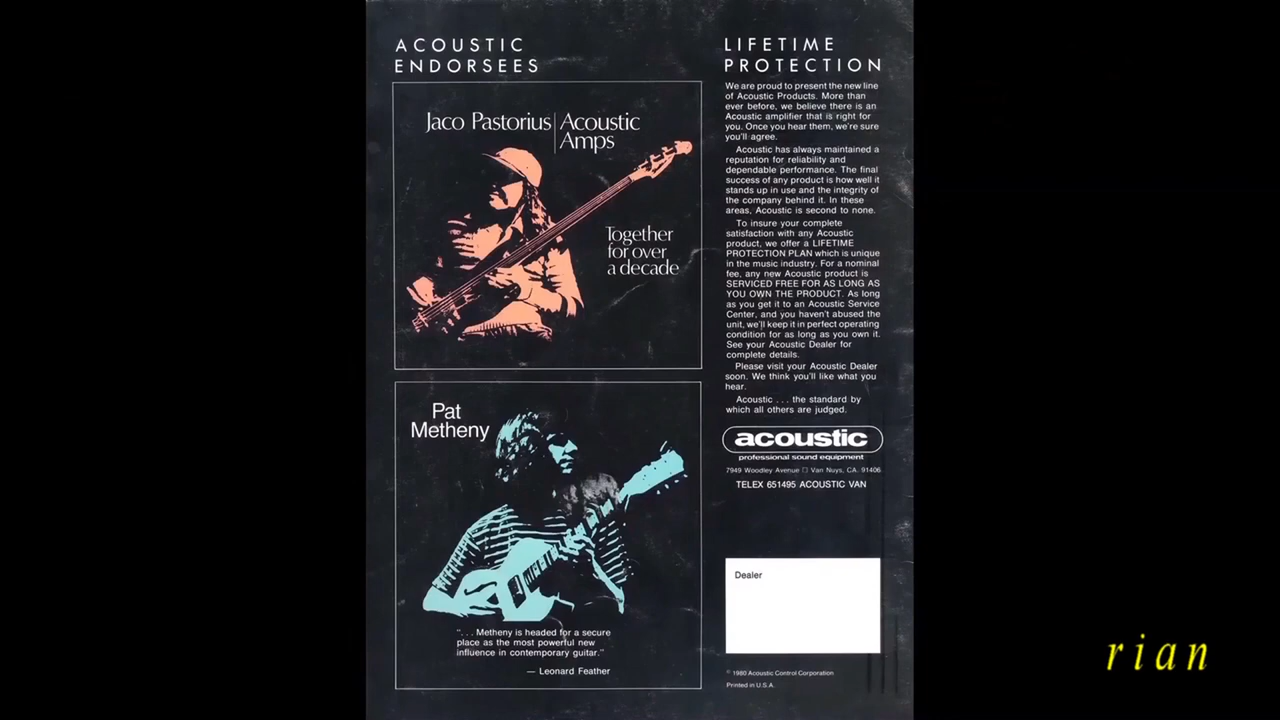 ACOUSTIC
ENDORSEES
Jaco Pastorius | Acoustic
Amps
Together
for over
a decade
Pat
Metheny
". . . Metheny is headed for a secure
place as the most powerful new
influence in contemporary guitar."
— Leonard Feather
LIFETIME
PROTECTION
We are proud to present the new line
of Acoustic Products. More than
ever before, we believe there is an
Acoustic amplifier that is right for
you. Once you hear them, we're sure
you'll agree.
Acoustic has always maintained a
reputation for reliability and
dependable performance. The final
success of any product is how well it
stands up in use and the integrity of
the company behind it. In these
areas, Acoustic is second to none.
To insure your complete
satisfaction with any Acoustic
product, we offer a LIFETIME
PROTECTION PLAN which is unique
in the music industry. For a nominal
fee, any new Acoustic product is
SERVICED FREE FOR AS LONG AS
YOU OWN THE PRODUCT. As long
as you get it to an Acoustic Service
Center, and you haven't abused the
unit, we'll keep it in perfect operating
condition for as long as you own it.
See your Acoustic Dealer for
complete details.
Please visit your Acoustic Dealer
soon. We think you'll like what you
hear.
Acoustic . . . the standard by
which all others are judged.
acoustic
professional sound equipment
7949 Woodley Avenue □ Van Nuys, CA. 91406
TELEX 651495 ACOUSTIC VAN
Dealer
© 1980 Acoustic Control Corporation
Printed in U.S.A.
rian